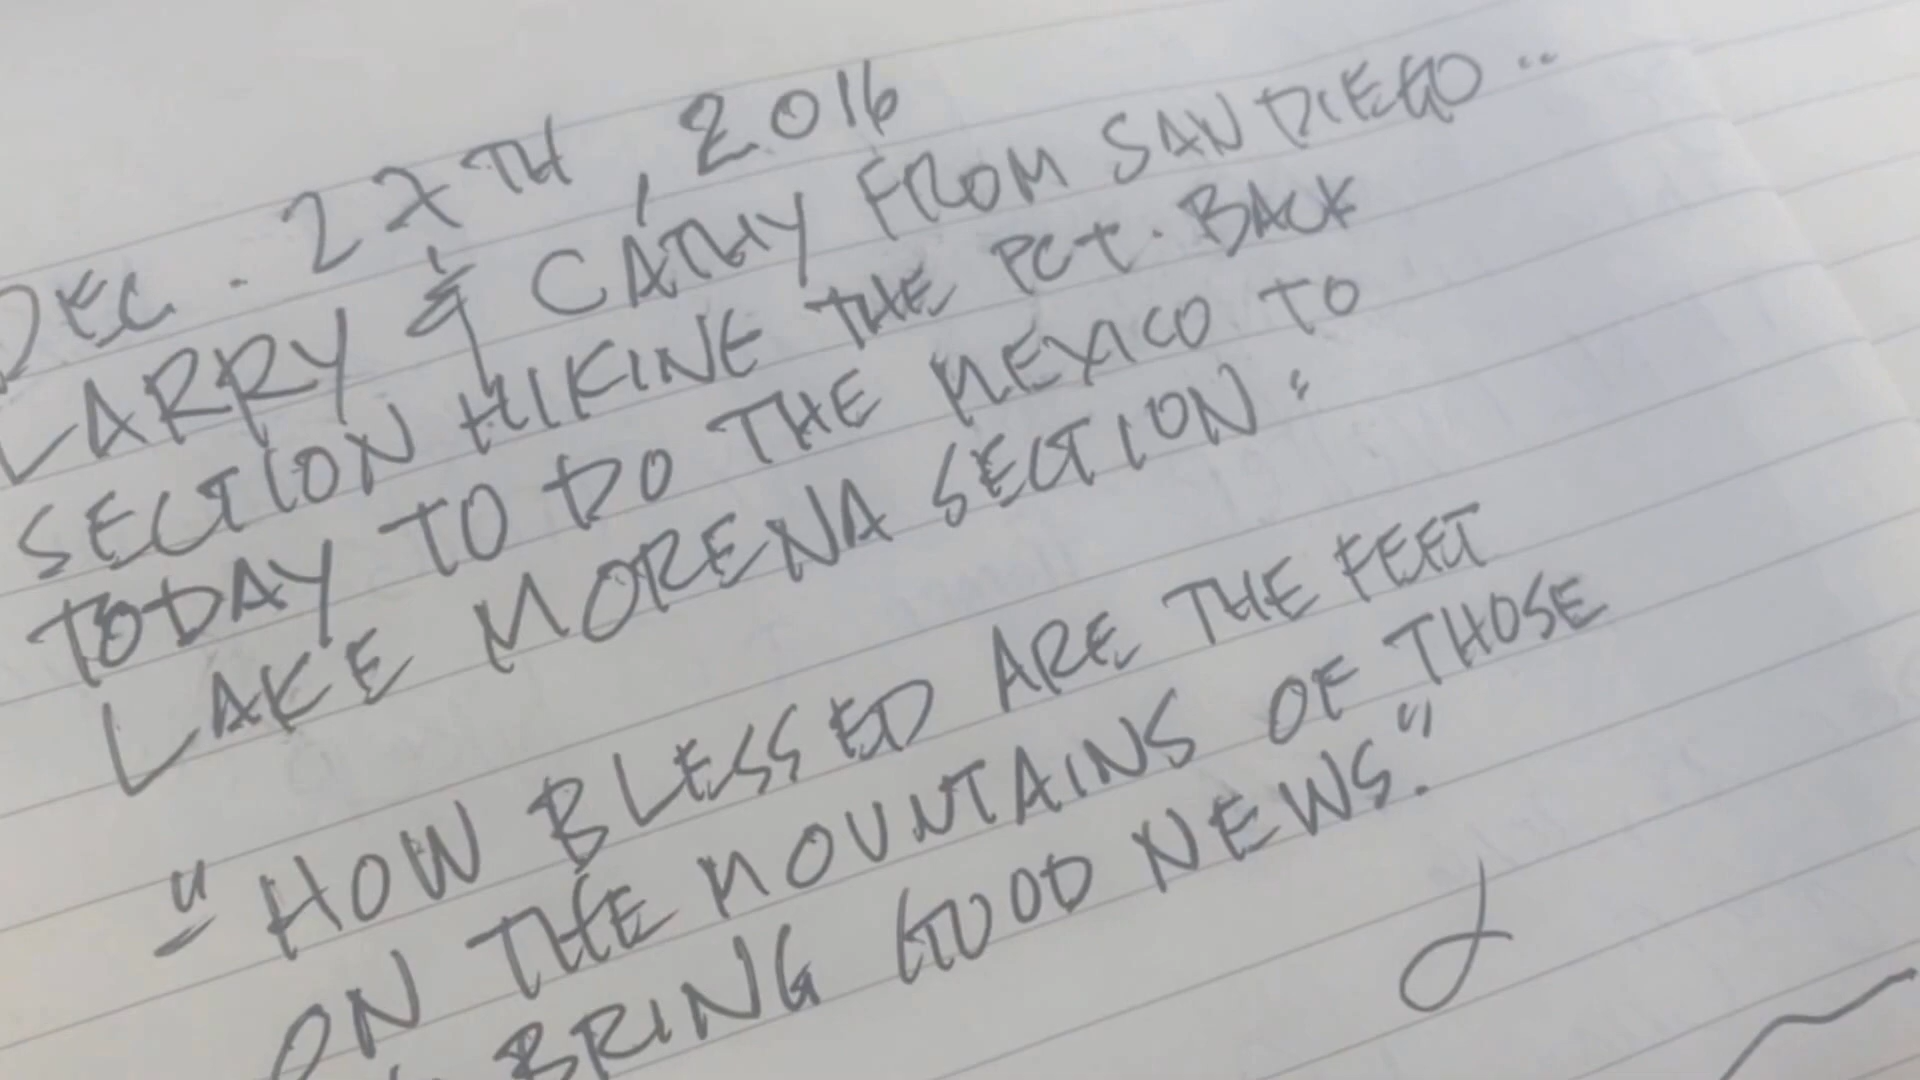 DEC. 27TH, 2016
LARRY & CATHY FROM SAN DIEGO..
SECTION HIKINE THE PCT. BACK
TODAY TO DO THE MEXICO TO
LAKE MORENA SECTION:
"HOW BLESSED ARE THE FEET
ON THE MOUNTAINS OF THOSE
BRING GOOD NEWS."